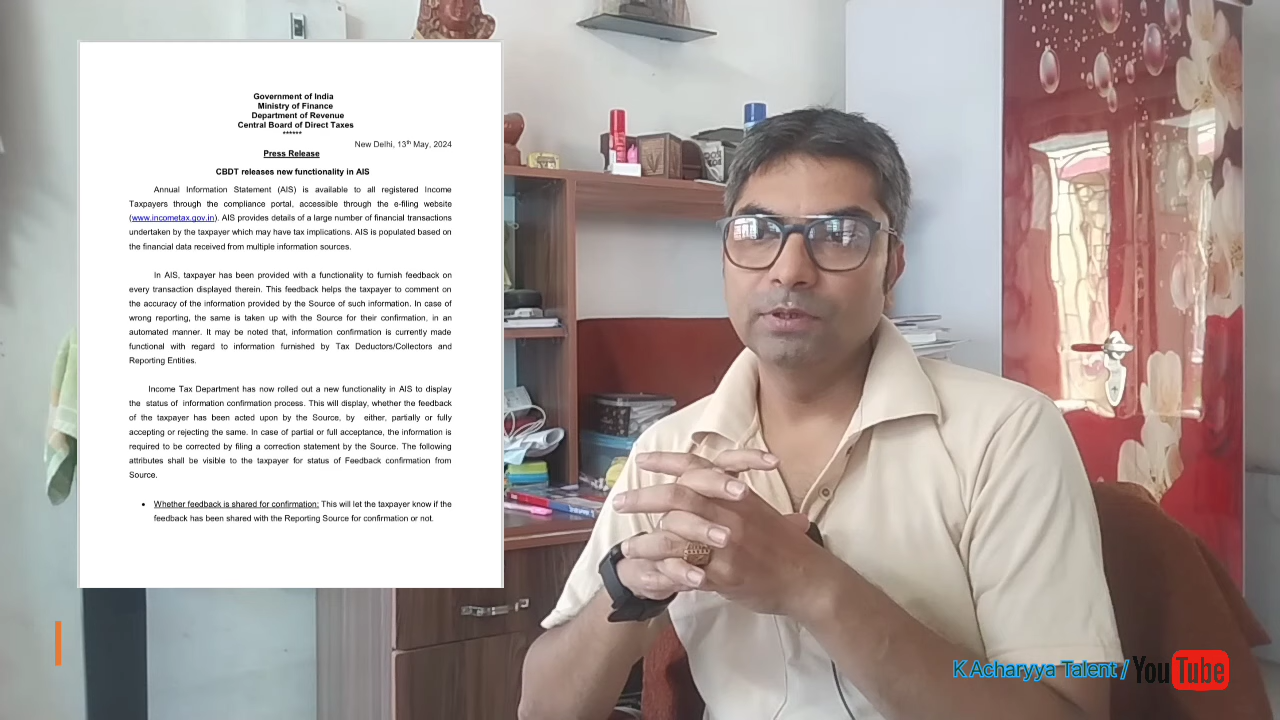 Government of India
Ministry of Finance
Department of Revenue
Central Board of Direct Taxes
******
New Delhi, 13th May, 2024
Press Release
CBDT releases new functionality in AIS
Annual Information Statement (AIS) is available to all registered Income
Taxpayers through the compliance portal, accessible through the e-filing website
(www.incometax.gov.in). AIS provides details of a large number of financial transactions
undertaken by the taxpayer which may have tax implications. AIS is populated based on
the financial data received from multiple information sources.
In AIS, taxpayer has been provided with a functionality to furnish feedback on
every transaction displayed therein. This feedback helps the taxpayer to comment on
the accuracy of the information provided by the Source of such information. In case of
wrong reporting, the same is taken up with the Source for their confirmation, in an
automated manner. It may be noted that, information confirmation is currently made
functional with regard to information furnished by Tax Deductors/Collectors and
Reporting Entities.
Income Tax Department has now rolled out a new functionality in AIS to display
the status of information confirmation process. This will display, whether the feedback
of the taxpayer has been acted upon by the Source, by either, partially or fully
accepting or rejecting the same. In case of partial or full acceptance, the information is
required to be corrected by filing a correction statement by the Source. The following
attributes shall be visible to the taxpayer for status of Feedback confirmation from
Source.
• Whether feedback is shared for confirmation: This will let the taxpayer know if the
feedback has been shared with the Reporting Source for confirmation or not.
K Acharyya Talent / YouTube